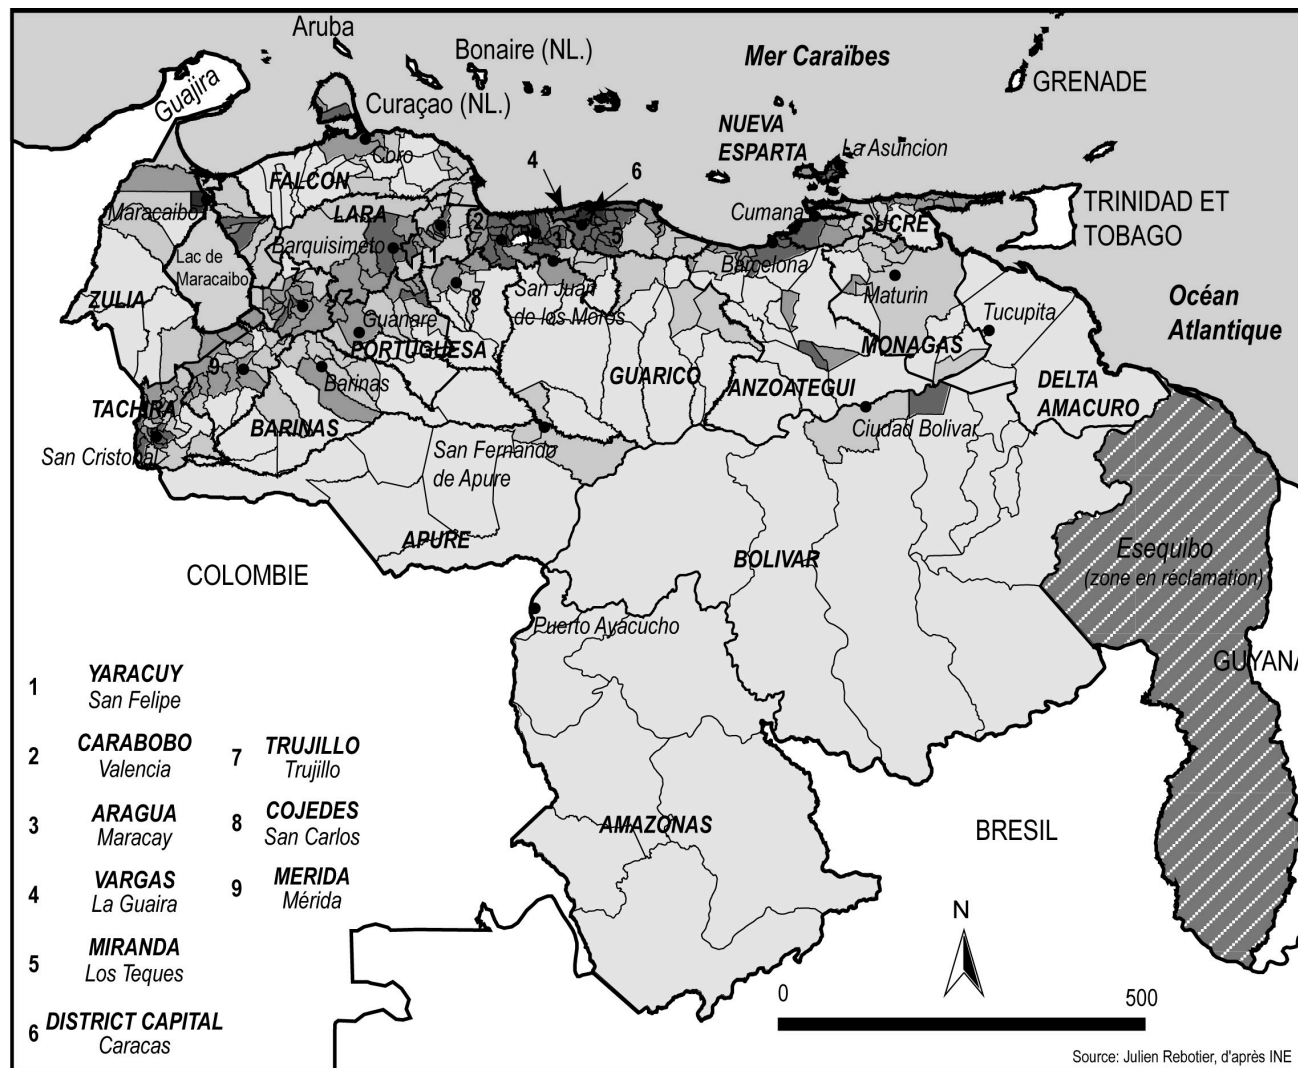 Aruba
Bonaire (NL.)
Mer Caraïbes
Guajira
Curaçao (NL.)
GRENADE
NUEVA
ESPARTA
La Asuncion
Coro
4
6
FALCON
Maracaibo
LARA
2
Cumana
SUCRE
TRINIDAD ET
TOBAGO
Barquisimeto
1
3
5
Barcelona
Lac de
Maracaibo
ZULIA
7
8
San Juan
de los Moros
Maturin
Océan
Atlantique
Guanare
Tucupita
PORTUGUESA
MONAGAS
9
Barinas
GUARICO
ANZOATEGUI
DELTA
AMACURO
TACHIRA
BARINAS
Ciudad Bolivar
San Cristobal
San Fernando
de Apure
APURE
BOLIVAR
Esequibo
(zone en réclamation)
COLOMBIE
Puerto Ayacucho
GUYANA
1 YARACUY
San Felipe
2 CARABOBO
Valencia
3 ARAGUA
Maracay
4 VARGAS
La Guaira
5 MIRANDA
Los Teques
6 DISTRICT CAPITAL
Caracas
7 TRUJILLO
Trujillo
8 COJEDES
San Carlos
9 MERIDA
Mérida
AMAZONAS
BRESIL
N
0 500
Source: Julien Rebotier, d'après INE